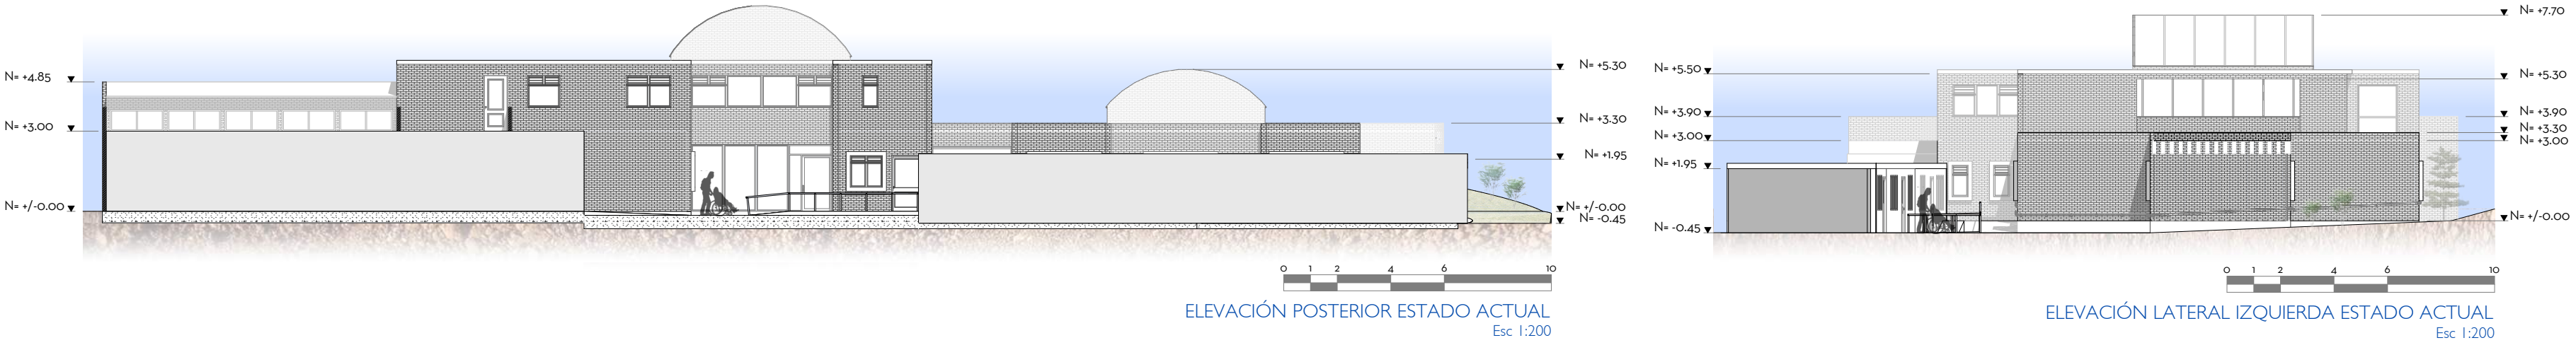 N= +4.85
N= +3.00
N= +/-0.00
N= +5.30
N= +3.30
N= +1.95
N= +/-0.00
N= -0.45
0 1 2 4 6 10
ELEVACIÓN POSTERIOR ESTADO ACTUAL
Esc 1:200
N= +5.50
N= +3.90
N= +3.00
N= +1.95
N= -0.45
N= +7.70
N= +5.30
N= +3.90
N= +3.30
N= +3.00
N= +/-0.00
0 1 2 4 6 10
ELEVACIÓN LATERAL IZQUIERDA ESTADO ACTUAL
Esc 1:200